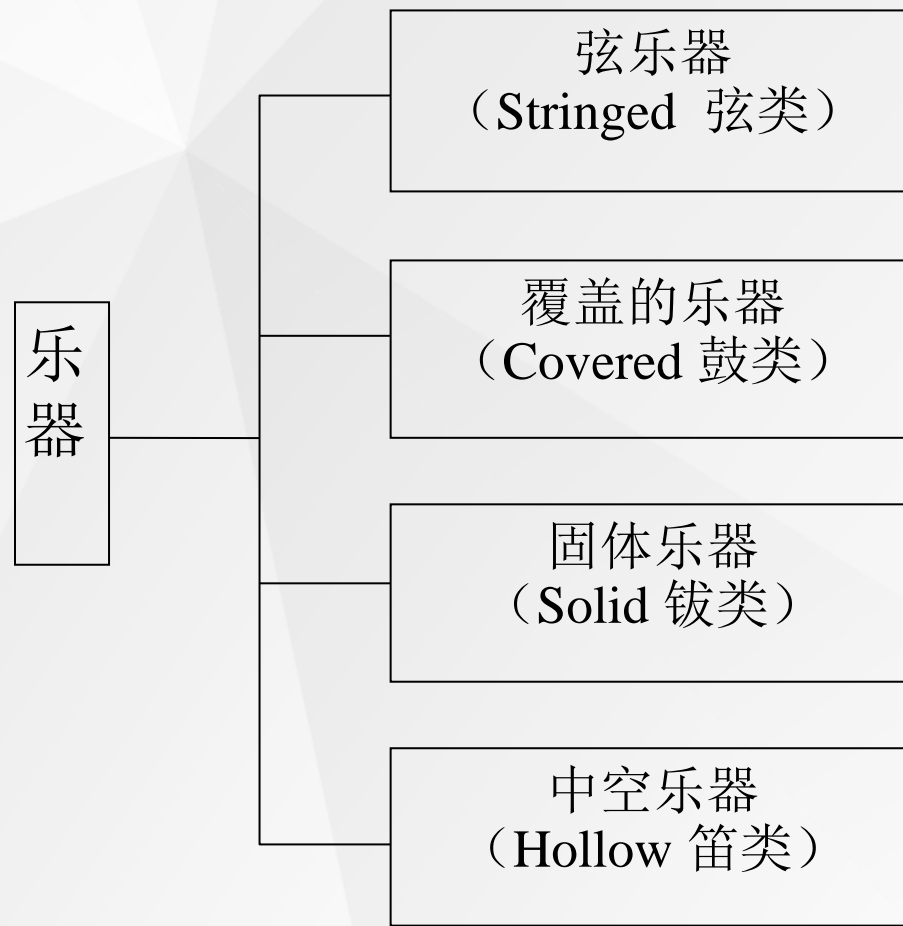 乐
器
弦乐器
（Stringed 弦类）
覆盖的乐器
（Covered 鼓类）
固体乐器
（Solid 钹类）
中空乐器
（Hollow 笛类）